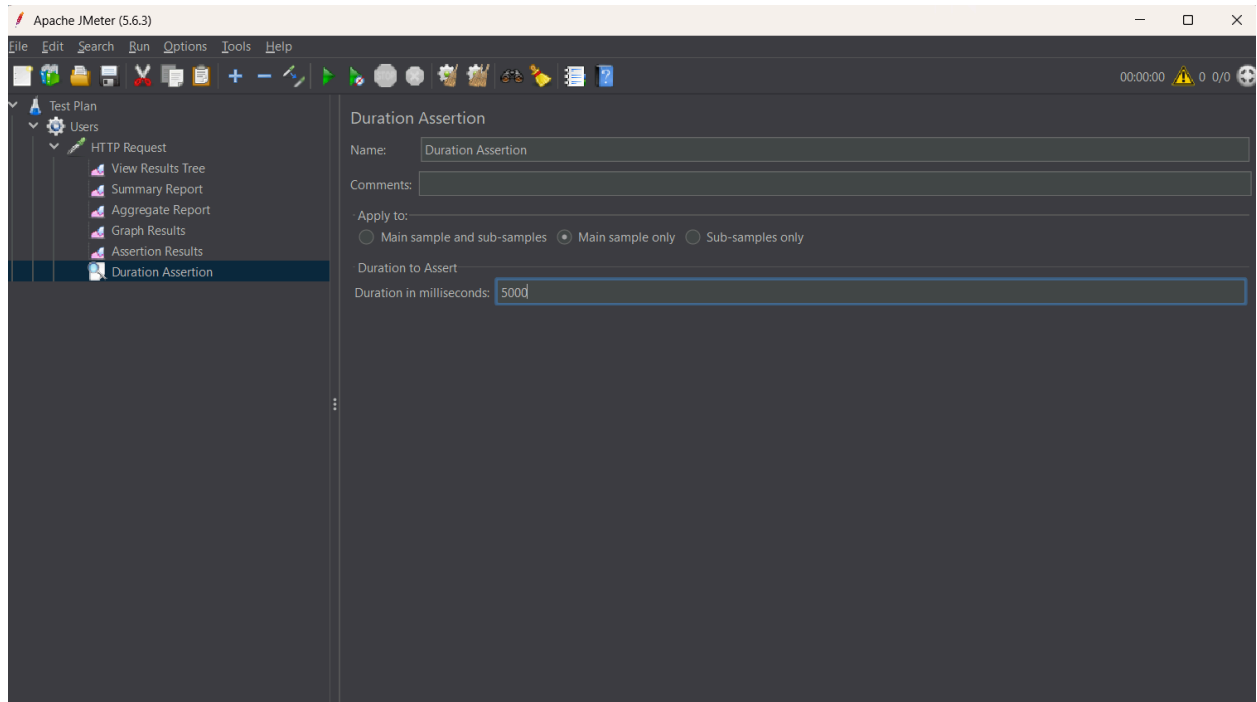 Apache JMeter (5.6.3)
File Edit Search Run Options Tools Help
00:00:00 0 0/0
Test Plan
Users
HTTP Request
View Results Tree
Summary Report
Aggregate Report
Graph Results
Assertion Results
Duration Assertion
Duration Assertion
Name: Duration Assertion
Comments:
Apply to:
Main sample and sub-samples Main sample only Sub-samples only
Duration to Assert
Duration in milliseconds: 5000